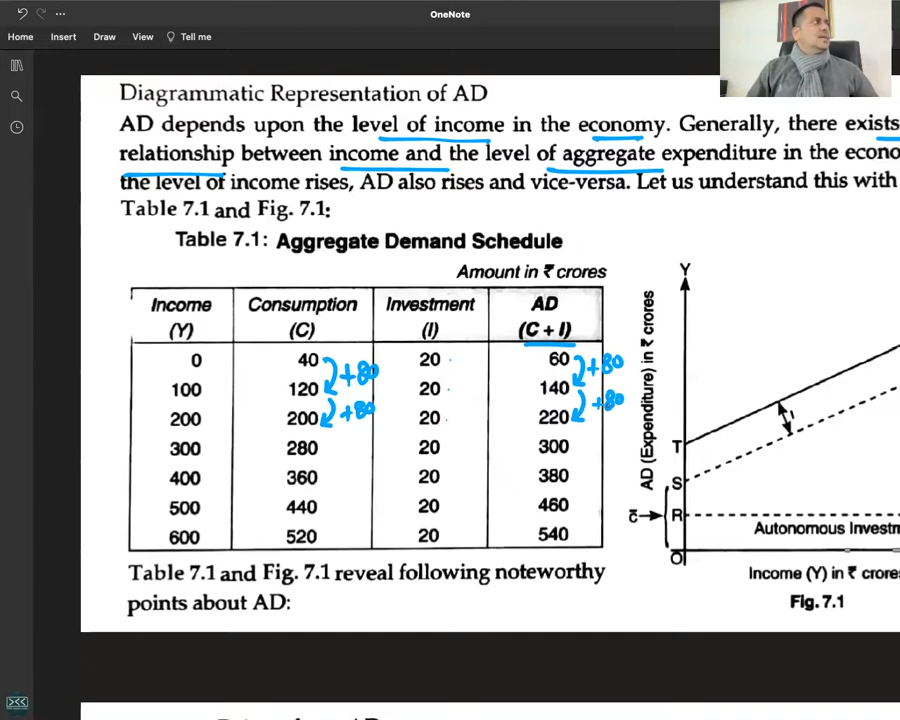 OneNote
Home Insert Draw View Tell me
Diagrammatic Representation of AD
AD depends upon the level of income in the economy. Generally, there exists
relationship between income and the level of aggregate expenditure in the econo
the level of income rises, AD also rises and vice-versa. Let us understand this with
Table 7.1 and Fig. 7.1:
Table 7.1: Aggregate Demand Schedule
Amount in ₹ crores
Income Consumption Investment AD
(Y) (C) (I) (C + I)
0 40 20 60
+80 +80
100 120 20 140
+80 +80
200 200 20 220
300 280 20 300
400 360 20 380
500 440 20 460
600 520 20 540
Y
AD (Expenditure) in ₹ crores
I
T
S
C̄ → R
Autonomous Investm
O
Income (Y) in ₹ crore
Fig. 7.1
Table 7.1 and Fig. 7.1 reveal following noteworthy
points about AD: